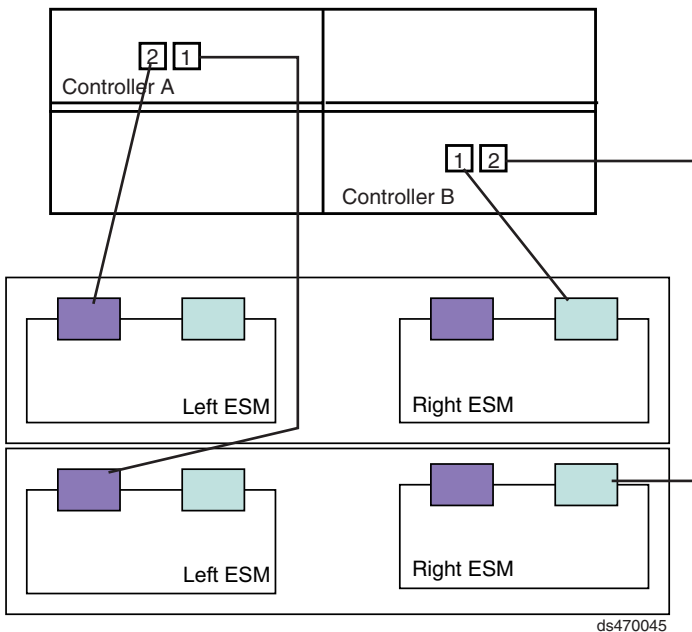 2 1
Controller A
1 2
Controller B
Left ESM
Right ESM
Left ESM
Right ESM
ds470045